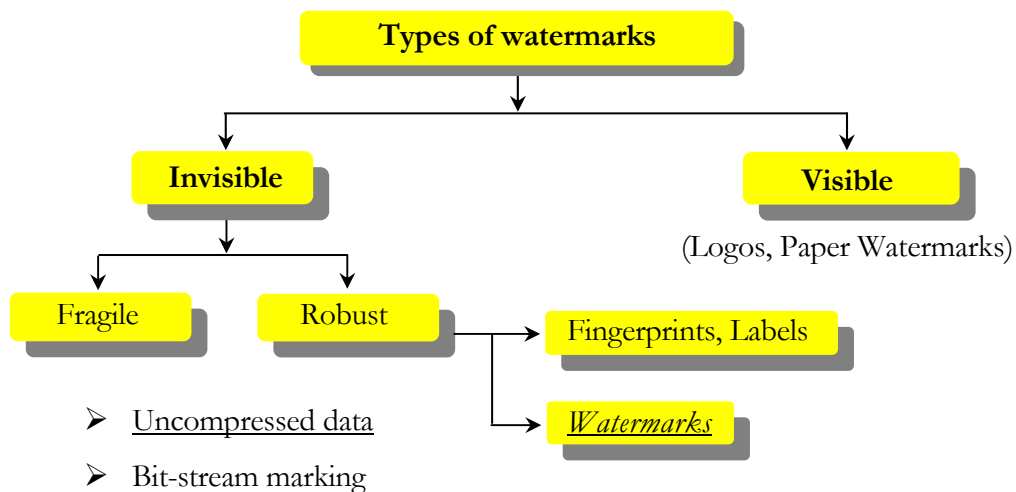 Types of watermarks
Invisible
Visible
(Logos, Paper Watermarks)
Fragile
Robust
Fingerprints, Labels
Watermarks
Uncompressed data
Bit-stream marking